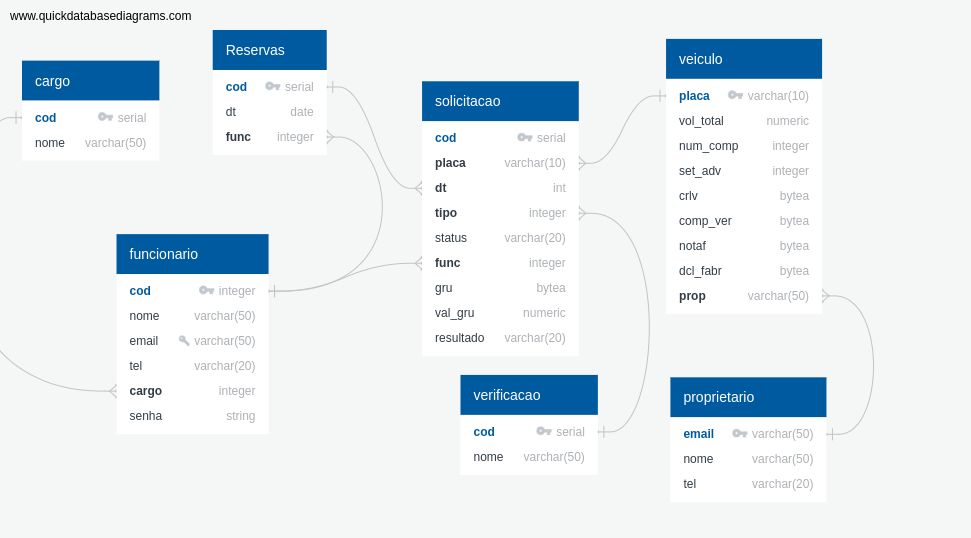 www.quickdatabasediagrams.com
cargo
cod serial
nome varchar(50)
Reservas
cod serial
dt date
func integer
solicitacao
cod serial
placa varchar(10)
dt int
tipo integer
status varchar(20)
func integer
gru bytea
val_gru numeric
resultado varchar(20)
veiculo
placa varchar(10)
vol_total numeric
num_comp integer
set_adv integer
crlv bytea
comp_ver bytea
notaf bytea
dcl_fabr bytea
prop varchar(50)
funcionario
cod integer
nome varchar(50)
email varchar(50)
tel varchar(20)
cargo integer
senha string
verificacao
cod serial
nome varchar(50)
proprietario
email varchar(50)
nome varchar(50)
tel varchar(20)